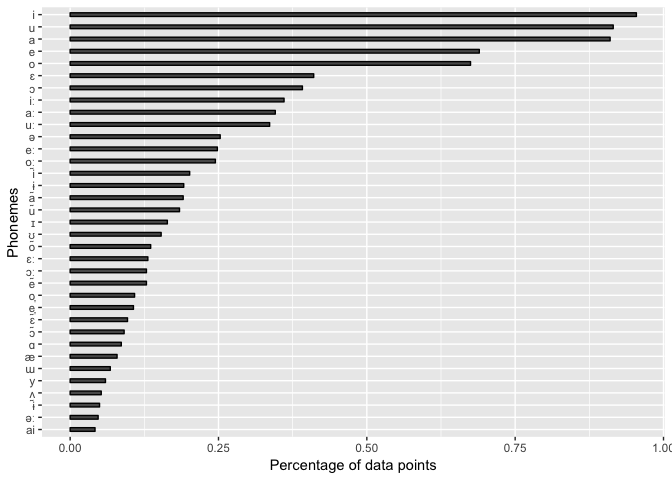 i
u
a
e
o
ɛ
ɔ
iː
aː
uː
ə
eː
oː
ĩ
ɨ
ã
ũ
ɪ
ʊ
õ
ɛː
ɔː
ẽ
o̞
e̞
ɛ̃
ɔ̃
ɑ
æ
ɯ
y
ʌ
ɨ̃
əː
ai
Phonemes
0.00 0.25 0.50 0.75 1.00
Percentage of data points